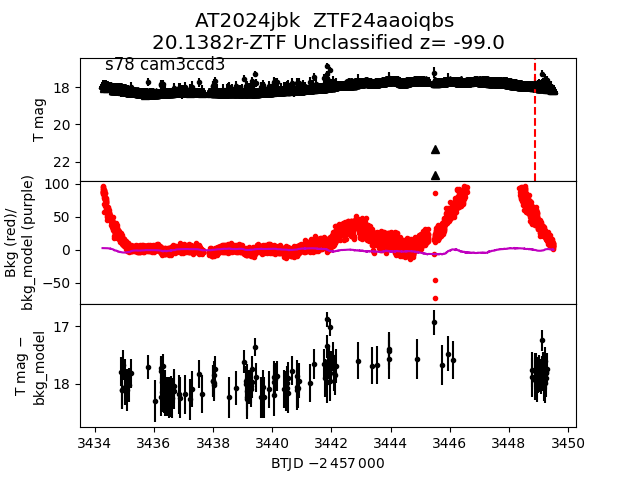 AT2024jbk  ZTF24aaoiqbs
20.1382r-ZTF Unclassified z= -99.0
s78 cam3ccd3
T mag
18
20
22
Bkg (red)/
bkg_model (purple)
100
50
0
−50
T mag −
bkg_model
17
18
3434
3436
3438
3440
3442
3444
3446
3448
3450
BTJD −2 457 000